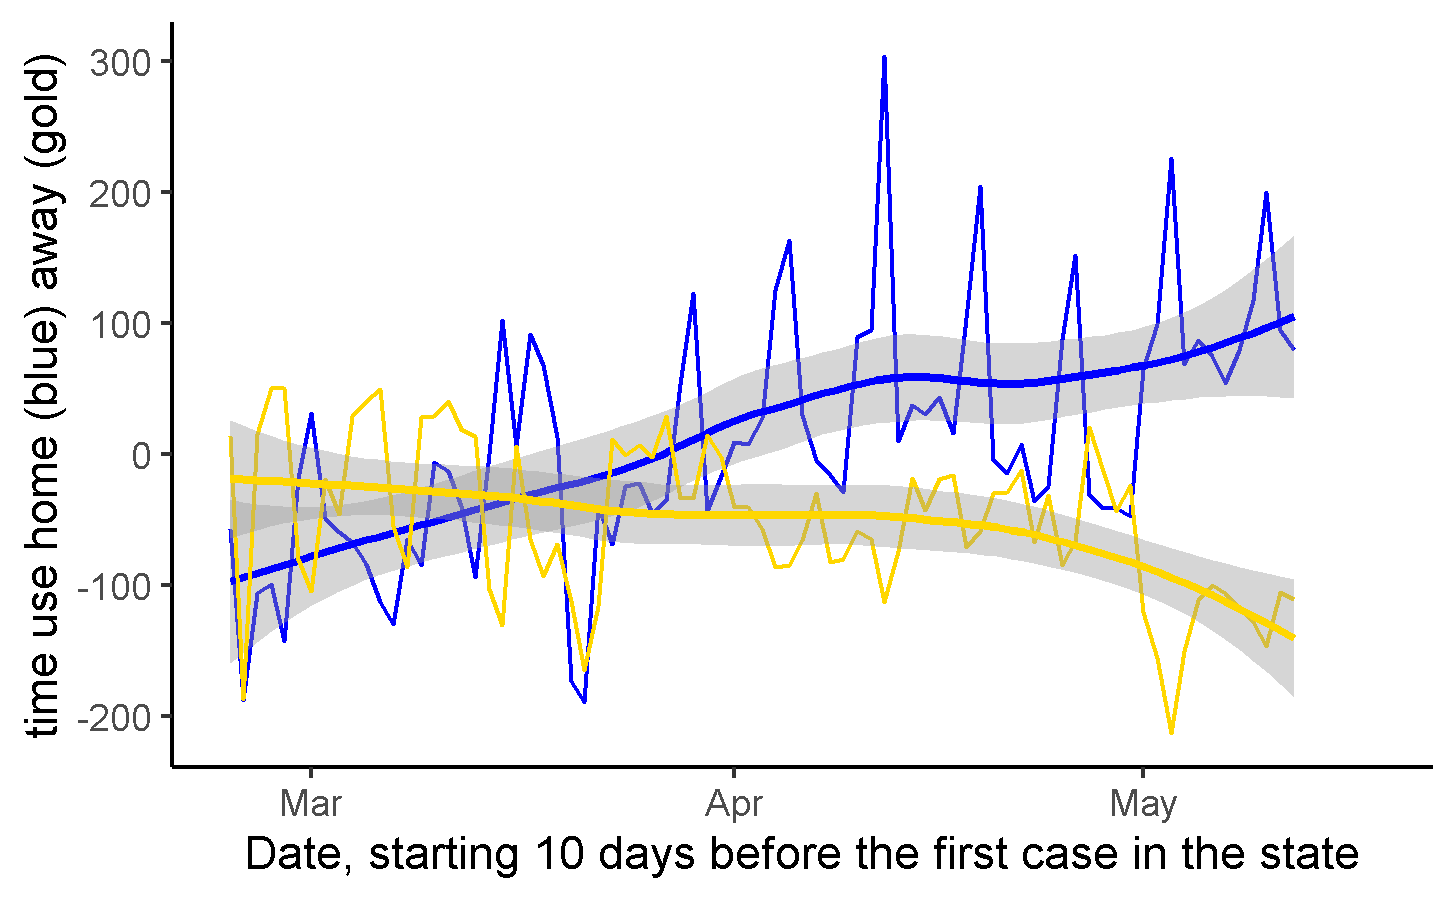 time use home (blue) away (gold)
300
200
100
0
-100
-200
Mar Apr May
Date, starting 10 days before the first case in the state